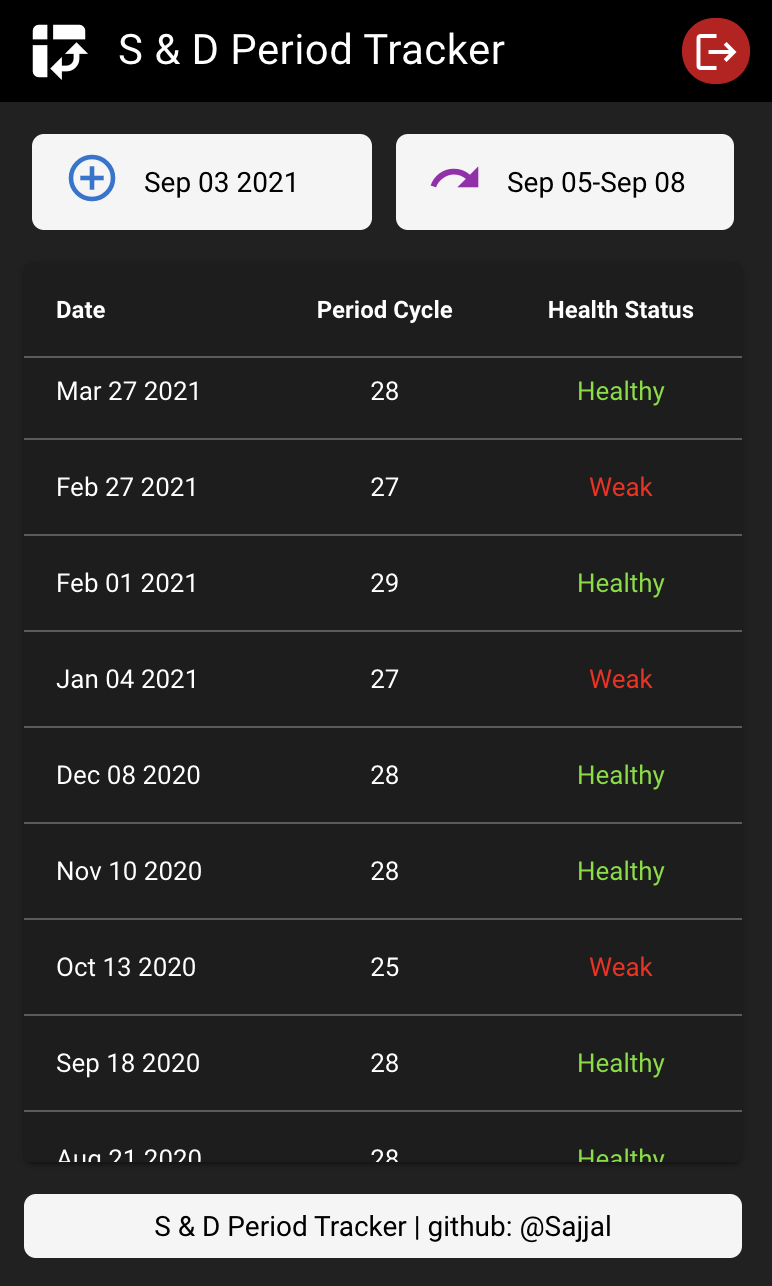 S & D Period Tracker
Sep 03 2021 Sep 05-Sep 08
Date Period Cycle Health Status
Mar 27 2021 28 Healthy
Feb 27 2021 27 Weak
Feb 01 2021 29 Healthy
Jan 04 2021 27 Weak
Dec 08 2020 28 Healthy
Nov 10 2020 28 Healthy
Oct 13 2020 25 Weak
Sep 18 2020 28 Healthy
Aug 21 2020 28 Healthy
S & D Period Tracker | github: @Sajjal